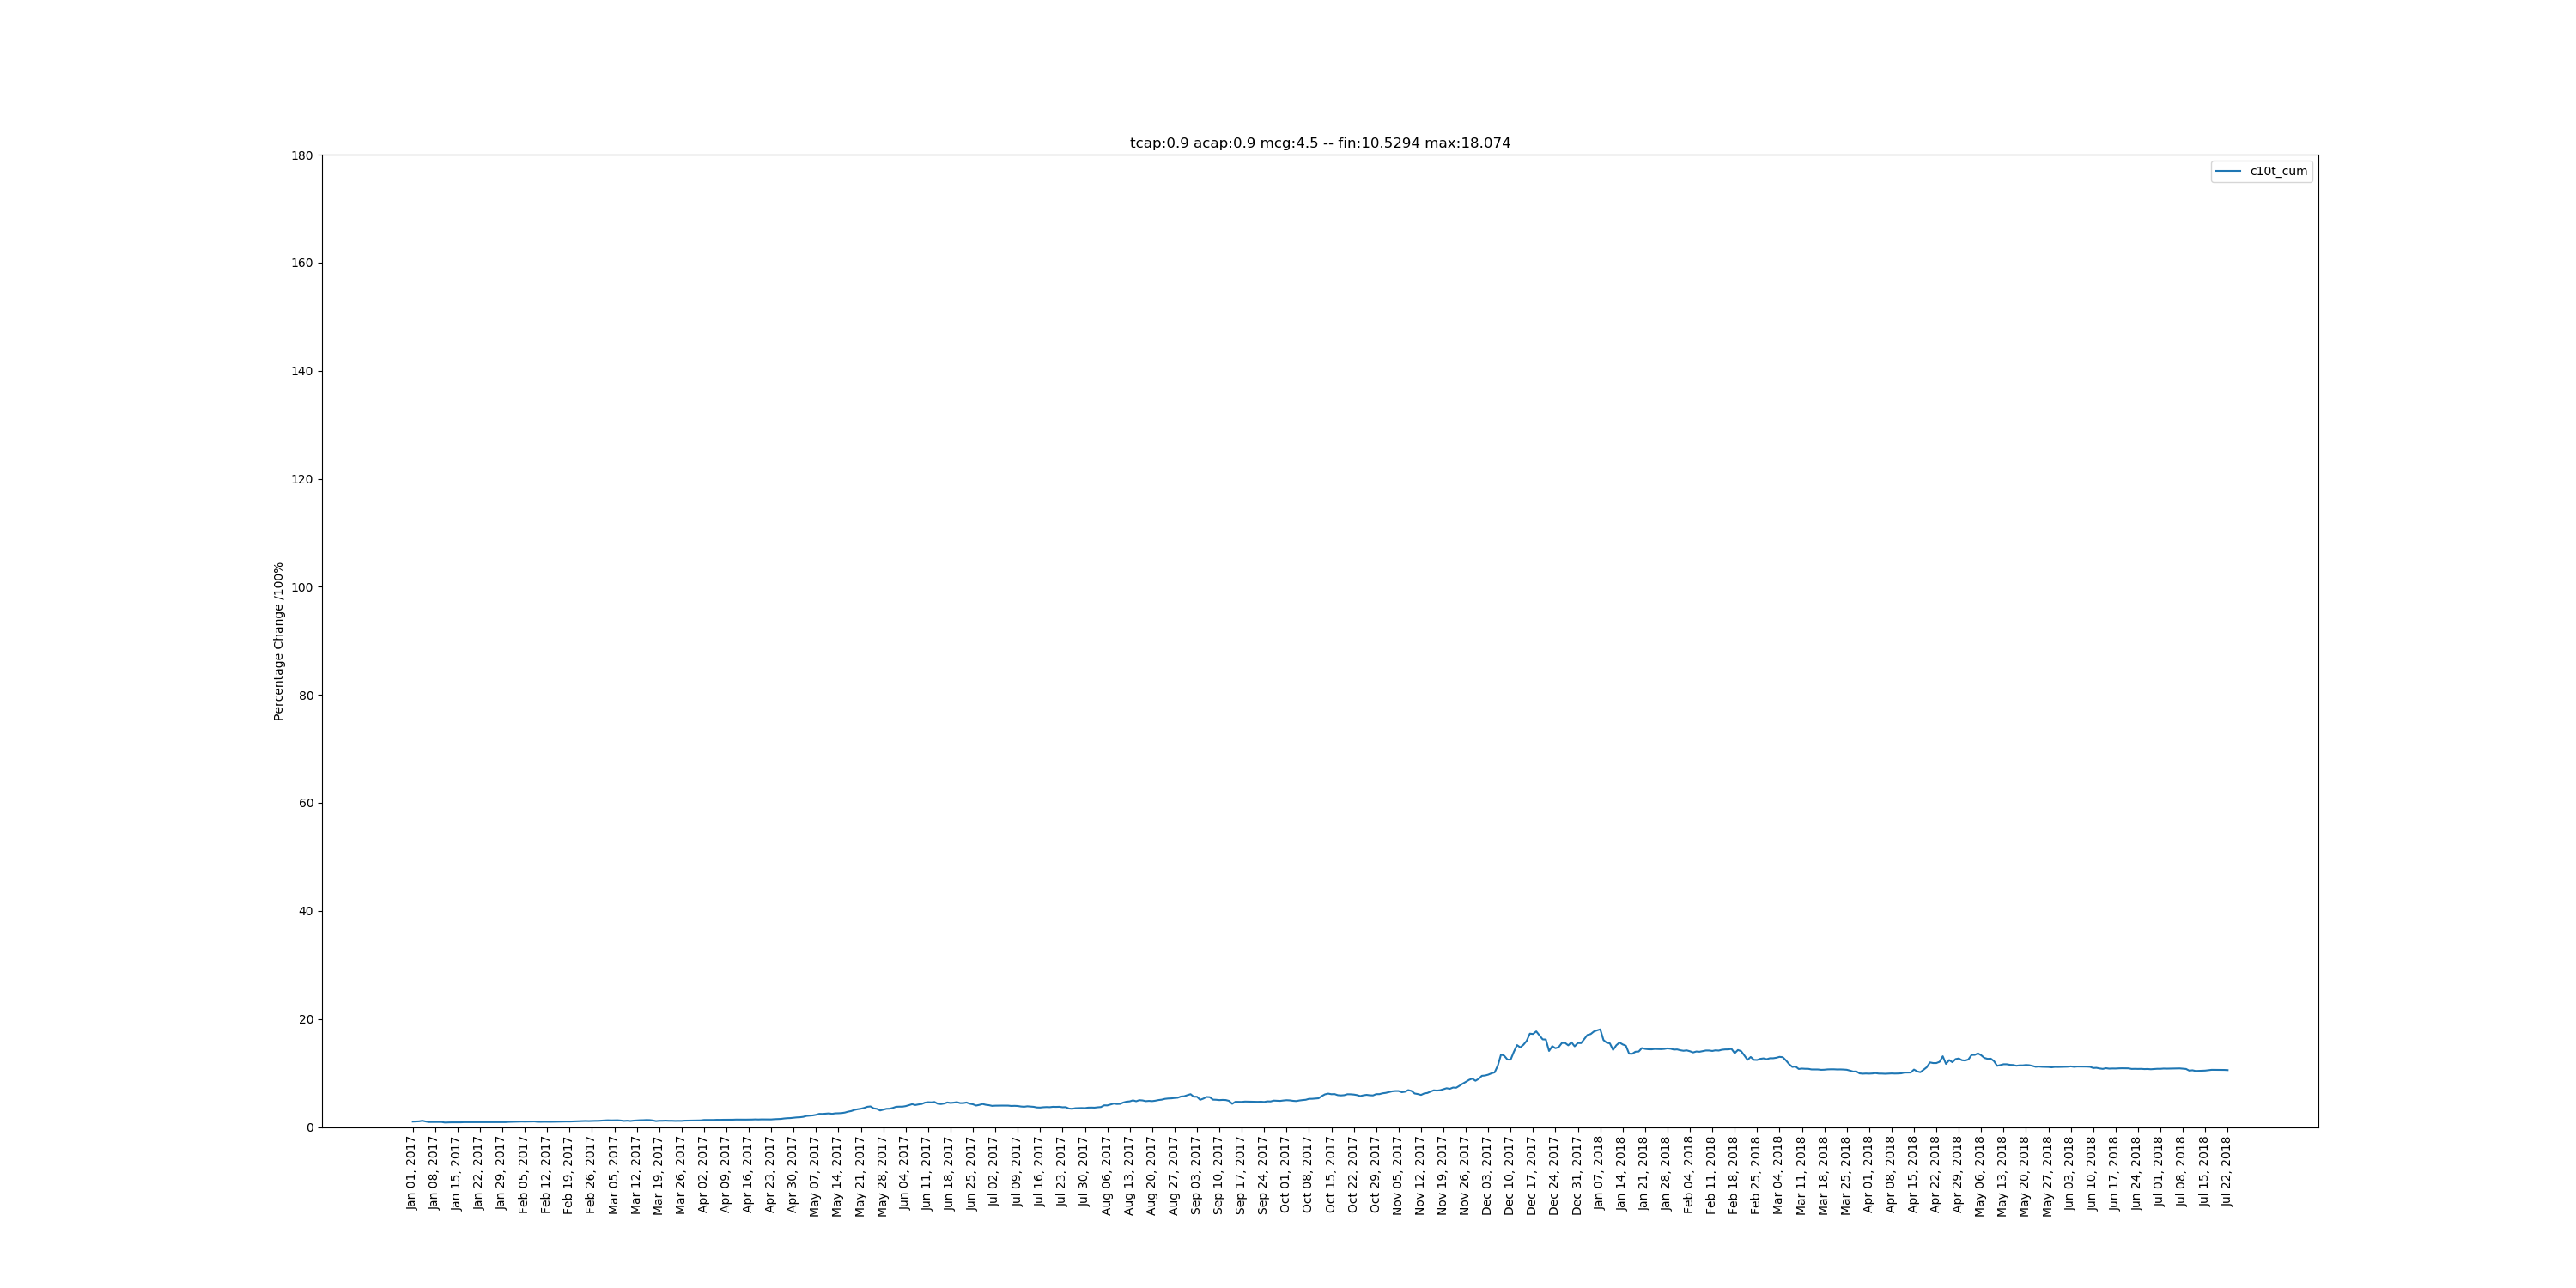 tcap:0.9 acap:0.9 mcg:4.5 -- fin:10.5294 max:18.074
c10t_cum
Percentage Change /100%
180
160
140
120
100
80
60
40
20
0
Jan 01, 2017
Jan 08, 2017
Jan 15, 2017
Jan 22, 2017
Jan 29, 2017
Feb 05, 2017
Feb 12, 2017
Feb 19, 2017
Feb 26, 2017
Mar 05, 2017
Mar 12, 2017
Mar 19, 2017
Mar 26, 2017
Apr 02, 2017
Apr 09, 2017
Apr 16, 2017
Apr 23, 2017
Apr 30, 2017
May 07, 2017
May 14, 2017
May 21, 2017
May 28, 2017
Jun 04, 2017
Jun 11, 2017
Jun 18, 2017
Jun 25, 2017
Jul 02, 2017
Jul 09, 2017
Jul 16, 2017
Jul 23, 2017
Jul 30, 2017
Aug 06, 2017
Aug 13, 2017
Aug 20, 2017
Aug 27, 2017
Sep 03, 2017
Sep 10, 2017
Sep 17, 2017
Sep 24, 2017
Oct 01, 2017
Oct 08, 2017
Oct 15, 2017
Oct 22, 2017
Oct 29, 2017
Nov 05, 2017
Nov 12, 2017
Nov 19, 2017
Nov 26, 2017
Dec 03, 2017
Dec 10, 2017
Dec 17, 2017
Dec 24, 2017
Dec 31, 2017
Jan 07, 2018
Jan 14, 2018
Jan 21, 2018
Jan 28, 2018
Feb 04, 2018
Feb 11, 2018
Feb 18, 2018
Feb 25, 2018
Mar 04, 2018
Mar 11, 2018
Mar 18, 2018
Mar 25, 2018
Apr 01, 2018
Apr 08, 2018
Apr 15, 2018
Apr 22, 2018
Apr 29, 2018
May 06, 2018
May 13, 2018
May 20, 2018
May 27, 2018
Jun 03, 2018
Jun 10, 2018
Jun 17, 2018
Jun 24, 2018
Jul 01, 2018
Jul 08, 2018
Jul 15, 2018
Jul 22, 2018